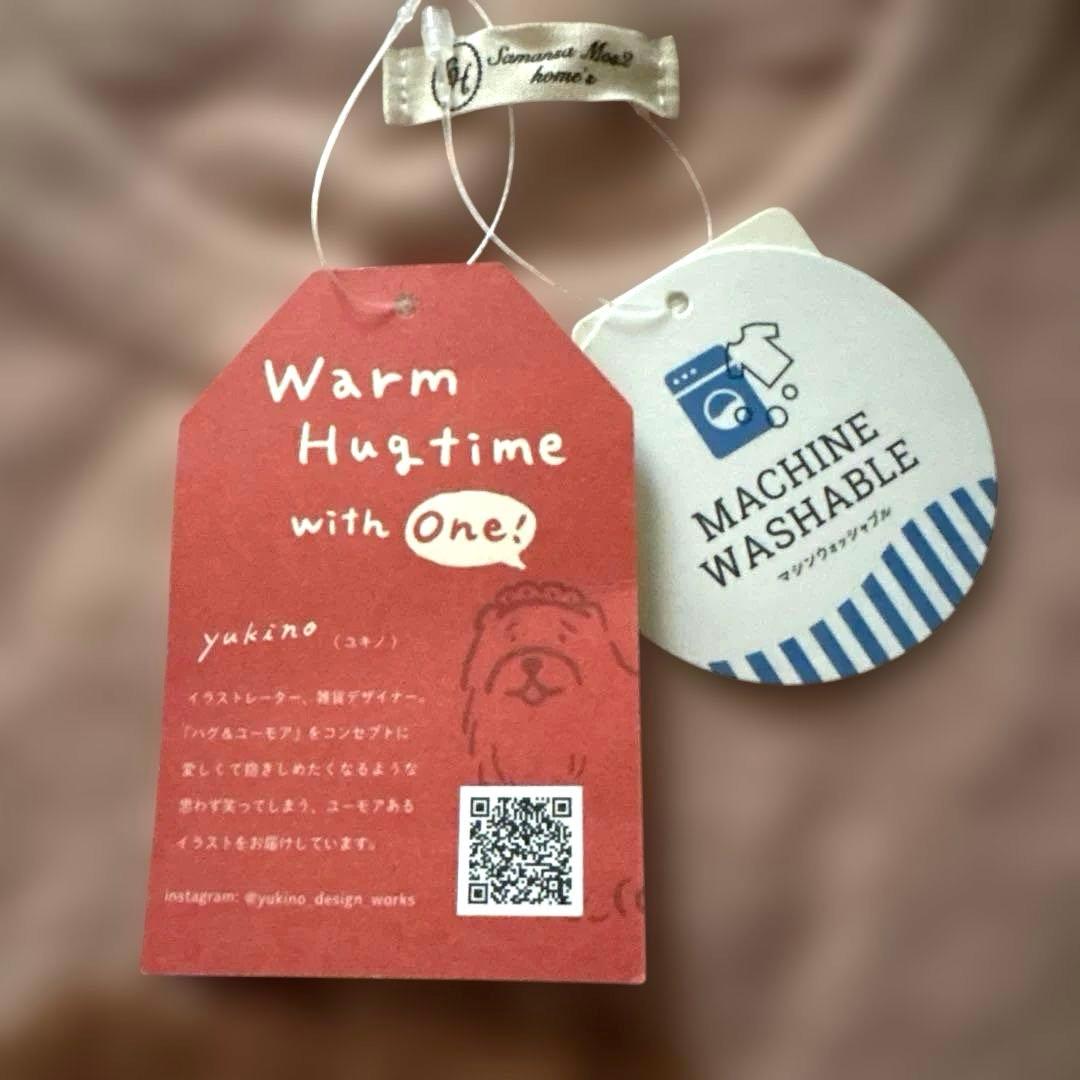 Samansa Mos2
home's
Warm
Hugtime
with One!
yukino （ユキノ）
イラストレーター、雑貨デザイナー。
「ハグ&ユーモア」をコンセプトに
愛しくて抱きしめたくなるような
思わず笑ってしまう、ユーモアある
イラストをお届けしています。
instagram: @yukino_design_works
MACHINE
WASHABLE
マシンウォッシャブル